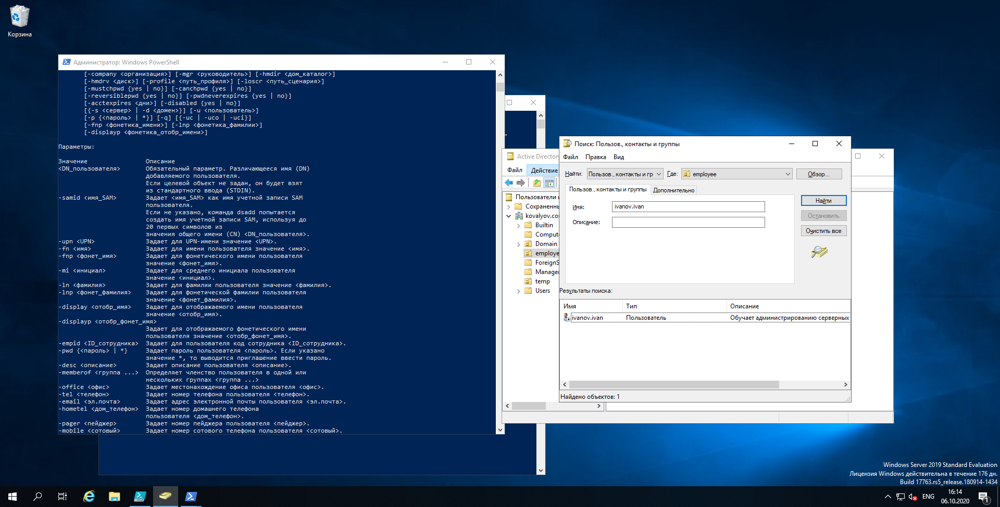 Корзина
Администратор: Windows PowerShell
[-company <организация>] [-mgr <руководитель>] [-hmdir <дом_каталог>]
[-hmdrv <диск>] [-profile <путь_профиля>] [-loscr <путь_сценария>]
[-mustchpwd {yes | no}] [-canchpwd {yes | no}]
[-reversiblepwd {yes | no}] [-pwdneverexpires {yes | no}]
[-acctexpires <дни>] [-disabled {yes | no}]
[{-s <сервер> | -d <домен>}] [-u <пользователь>]
[-p {<пароль> | *}] [-q] [{-uc | -uco | -uci}]
[-fnp <фонетика_имени>] [-lnp <фонетика_фамилии>]
[-displayp <фонетика_отобр_имени>]
Параметры:
Значение Описание
<DN_пользователя> Обязательный параметр. Различающееся имя (DN)
добавляемого пользователя.
Если целевой объект не задан, он будет взят
из стандартного ввода (STDIN).
-samid <имя_SAM> Задает <имя_SAM> как имя учетной записи SAM
пользователя.
Если не указано, команда dsadd попытается
создать имя учетной записи SAM, используя до
20 первых символов из
значения общего имени (CN) <DN_пользователя>.
-upn <UPN> Задает для UPN-имени значение <UPN>.
-fn <имя> Задает для имени пользователя значение <имя>.
-fnp <фонет_имя> Задает для фонетического имени пользователя
значение <фонет_имя>.
-mi <инициал> Задает для среднего инициала пользователя
значение <инициал>.
-ln <фамилия> Задает для фамилии пользователя значение <фамилия>.
-lnp <фонет_фамилия> Задает для фонетической фамилии пользователя
значение <фонет_фамилия>.
-display <отобр_имя> Задает для отображаемого имени пользователя
значение <отобр_имя>.
-displayp <отобр_фонет_имя>
Задает для отображаемого фонетического имени
пользователя значение <отобр_имя>.
-empid <ID_сотрудника> Задает для пользователя код сотрудника <ID_сотрудника>.
-pwd {<пароль> | *} Задает пароль пользователя <пароль>. Если указано
значение *, то выводится приглашение ввести пароль.
-desc <описание> Задает описание пользователя <описание>.
-memberof <группа ...> Определяет членство пользователя в одной или
нескольких группах <группа ...>
-office <офис> Задает местонахождение офиса пользователя <офис>.
-tel <телефон> Задает номер телефона пользователя <телефон>.
-email <эл.почта> Задает адрес электронной почты пользователя <эл.почта>.
-hometel <дом_телефон> Задает номер домашнего телефона
пользователя <дом_телефон>.
-pager <пейджер> Задает номер пейджера пользователя <пейджер>.
-mobile <сотовый> Задает номер сотового телефона пользователя <сотовый>.
"
Active Directory
Файл Действие
Пользователи и
Сохраненны
kovalyov.co
Builtin
Comput
Domain
employe
ForeignS
Manage
temp
Users
Поиск: Пользов., контакты и группы
Файл Правка Вид
Найти: Пользов., контакты и гр Где: employee Обзор...
Пользов., контакты и группы Дополнительно
Имя: ivanov.ivan
Описание:
Найти
Остановить
Очистить все
Результаты поиска:
Имя Тип Описание
ivanov.ivan Пользователь Обучает администрированию серверных
Найдено объектов: 1
Windows Server 2019 Standard Evaluation
Лицензия Windows действительна в течение 176 дн.
Build 17763.rs5_release.180914-1434
ENG
16:14
06.10.2020
1